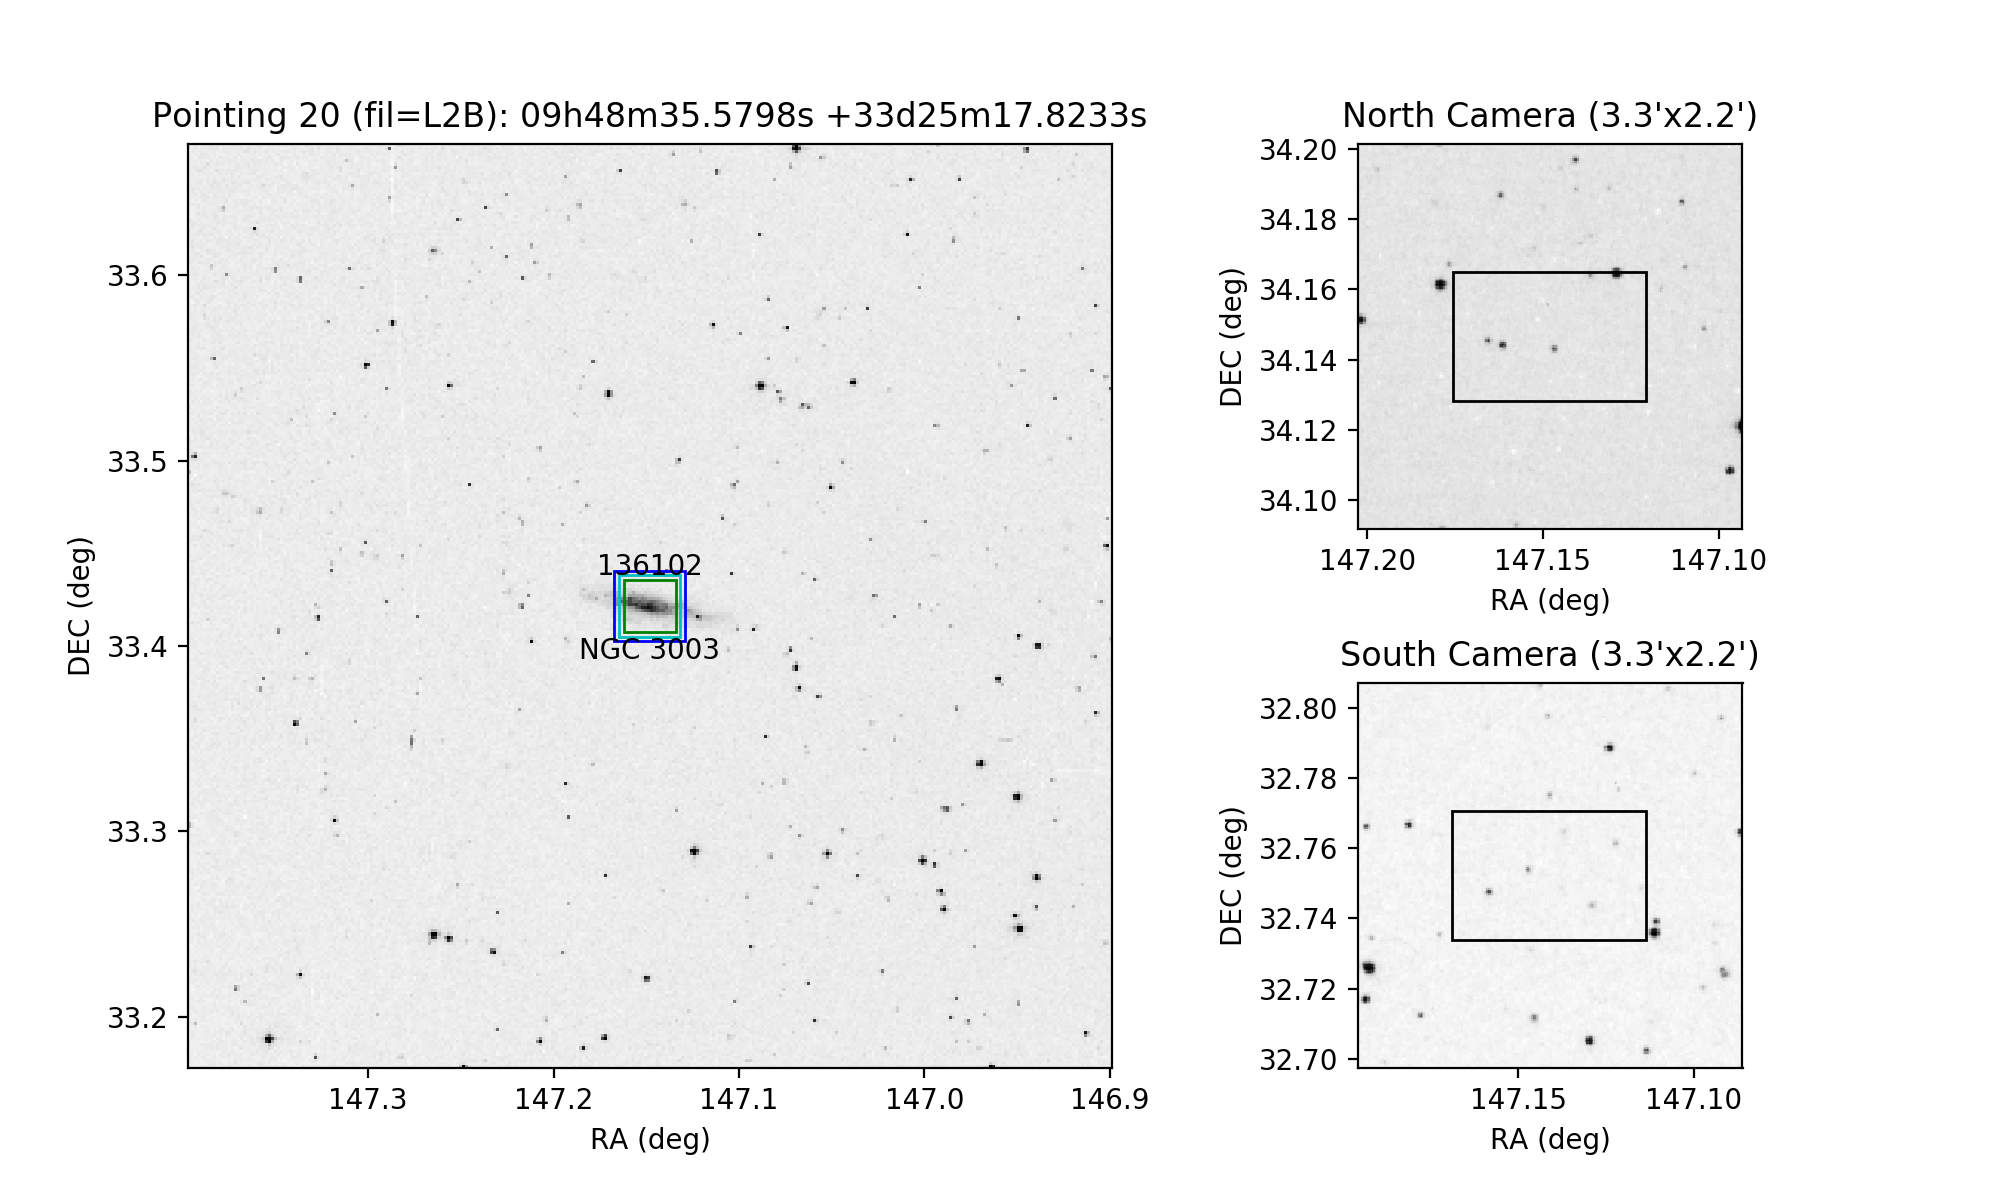 Pointing 20 (fil=L2B): 09h48m35.5798s +33d25m17.8233s
33.6
33.5
33.4
33.3
33.2
DEC (deg)
136102
NGC 3003
147.3 147.2 147.1 147.0 146.9
RA (deg)
North Camera (3.3'x2.2')
34.20
34.18
34.16
34.14
34.12
34.10
DEC (deg)
147.20 147.15 147.10
RA (deg)
South Camera (3.3'x2.2')
32.80
32.78
32.76
32.74
32.72
32.70
DEC (deg)
147.15 147.10
RA (deg)